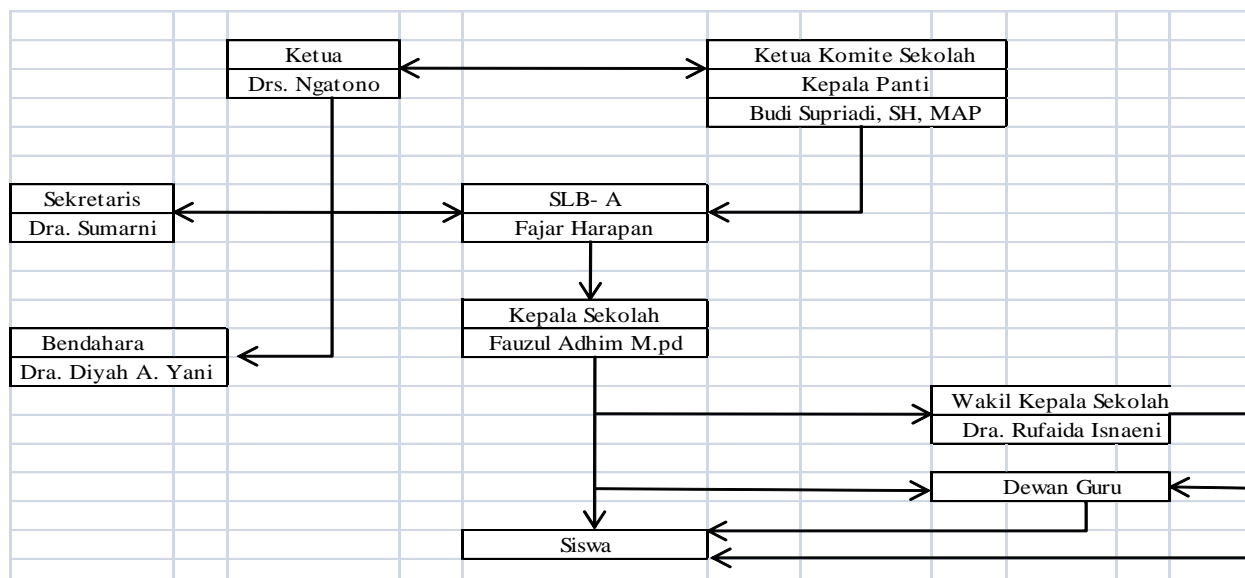 Ketua
Drs. Ngatono
Ketua Komite Sekolah
Kepala Panti
Budi Supriadi, SH, MAP
Sekretaris
Dra. Sumarni
SLB- A
Fajar Harapan
Kepala Sekolah
Fauzul Adhim M.pd
Bendahara
Dra. Diyah A. Yani
Wakil Kepala Sekolah
Dra. Rufaida Isnaeni
Dewan Guru
Siswa